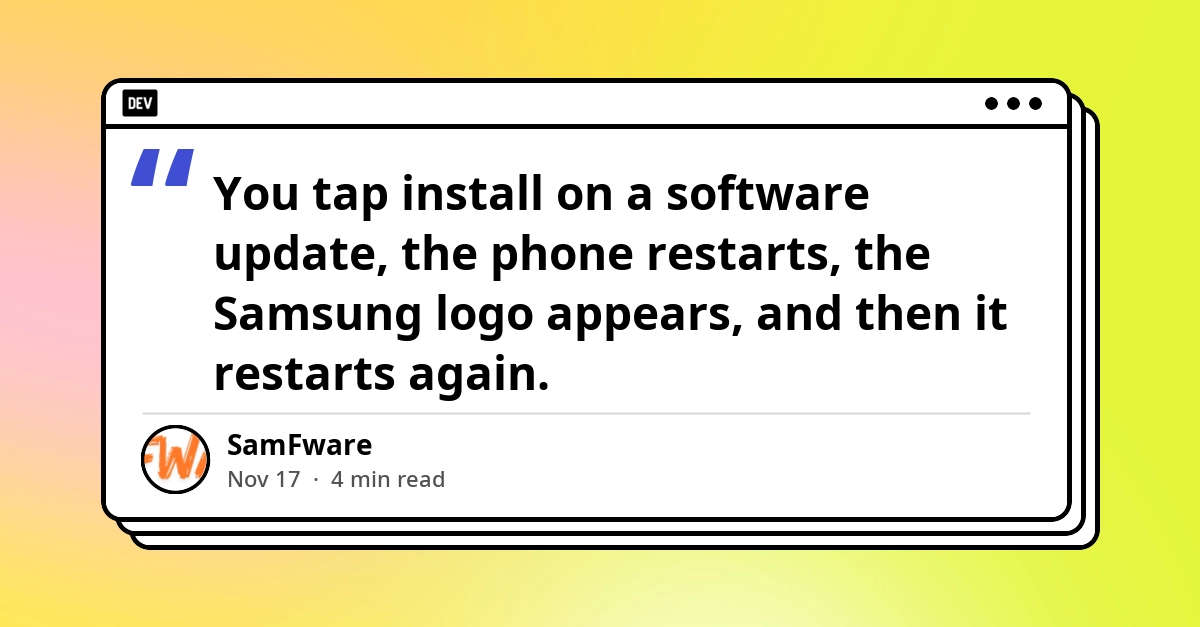 DEV
“ You tap install on a software
update, the phone restarts, the
Samsung logo appears, and then it
restarts again.
SamFware
Nov 17 · 4 min read